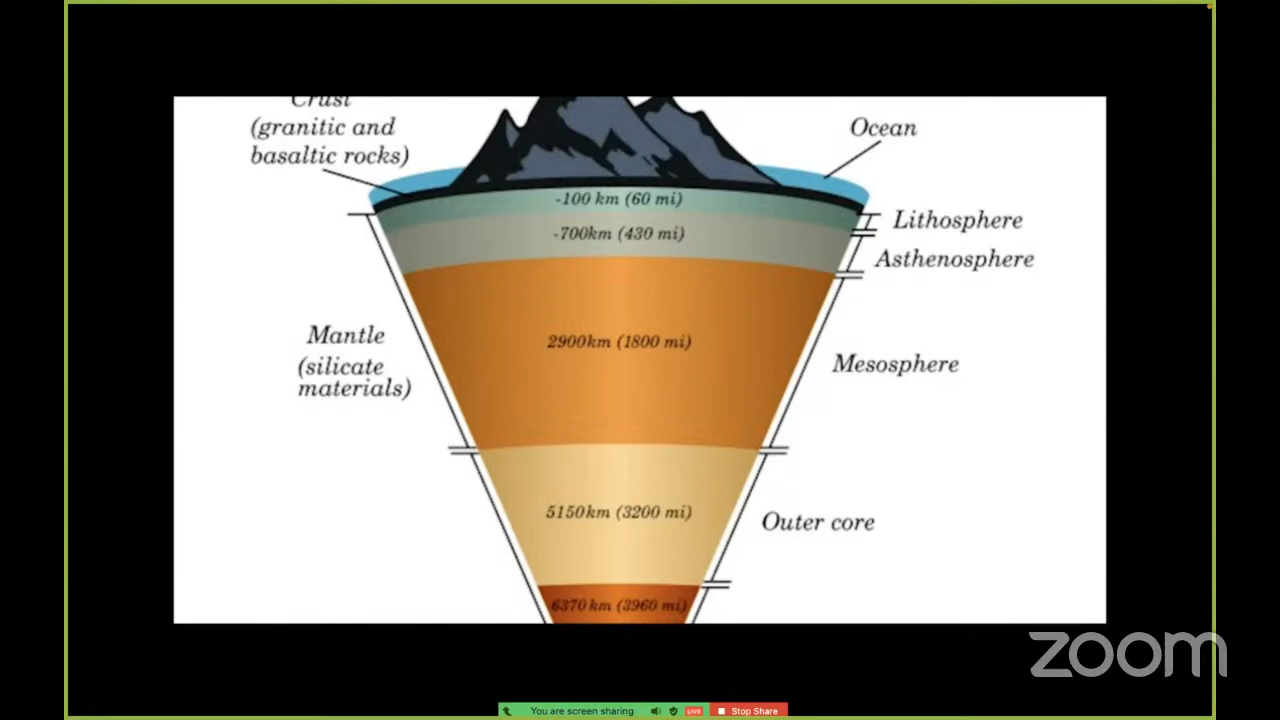 Crust
(granitic and
basaltic rocks)
Ocean
-100 km (60 mi)
Lithosphere
-700km (430 mi)
Asthenosphere
Mantle
(silicate
materials)
2900km (1800 mi)
Mesosphere
5150km (3200 mi)
Outer core
6370 km (3960 mi)
zoom
You are screen sharing
LIVE
Stop Share